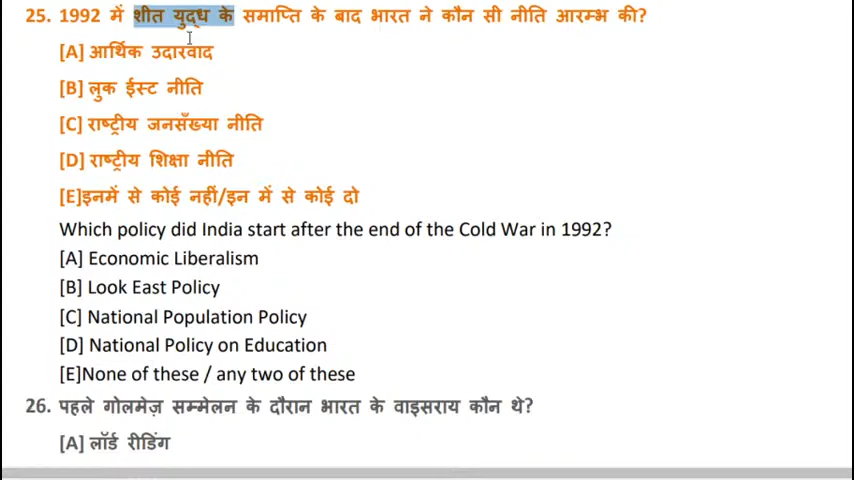 25. 1992 में शीत युद्ध के समाप्ति के बाद भारत ने कौन सी नीति आरम्भ की?
[A] आर्थिक उदारवाद
[B] लुक ईस्ट नीति
[C] राष्ट्रीय जनसँख्या नीति
[D] राष्ट्रीय शिक्षा नीति
[E]इनमें से कोई नहीं/इन में से कोई दो
Which policy did India start after the end of the Cold War in 1992?
[A] Economic Liberalism
[B] Look East Policy
[C] National Population Policy
[D] National Policy on Education
[E]None of these / any two of these
26. पहले गोलमेज़ सम्मेलन के दौरान भारत के वाइसराय कौन थे?
[A] लॉर्ड रीडिंग